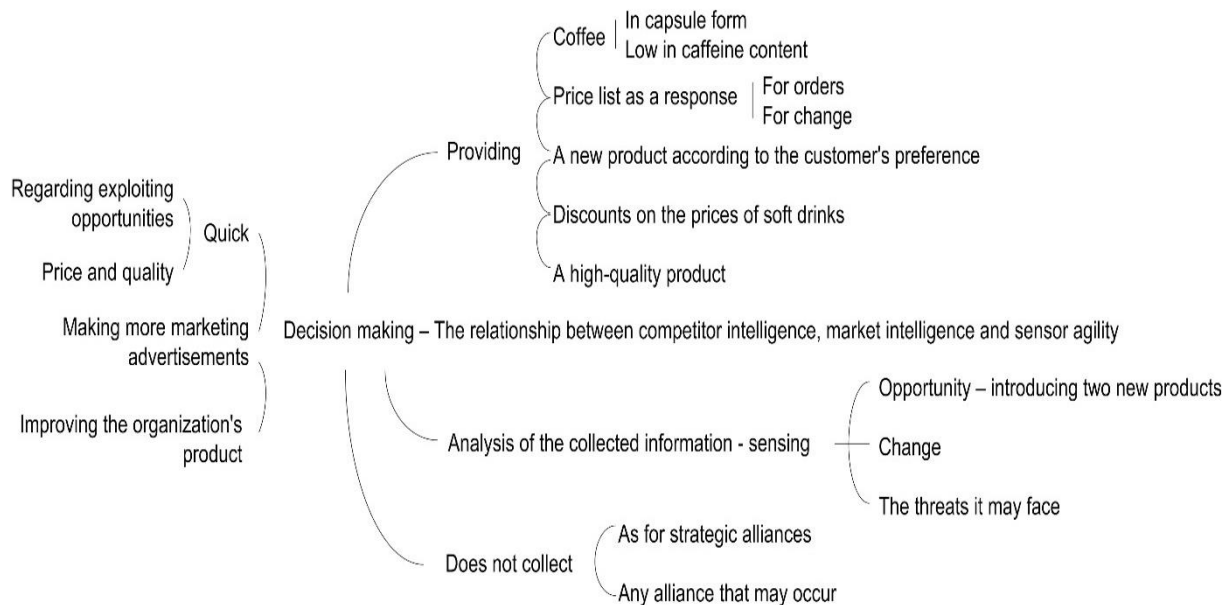 Coffee
In capsule form
Low in caffeine content
Price list as a response
For orders
For change
Providing
A new product according to the customer's preference
Discounts on the prices of soft drinks
A high-quality product
Regarding exploiting
opportunities
Quick
Price and quality
Making more marketing
advertisements
Improving the organization's
product
Decision making – The relationship between competitor intelligence, market intelligence and sensor agility
Analysis of the collected information - sensing
Opportunity – introducing two new products
Change
The threats it may face
Does not collect
As for strategic alliances
Any alliance that may occur